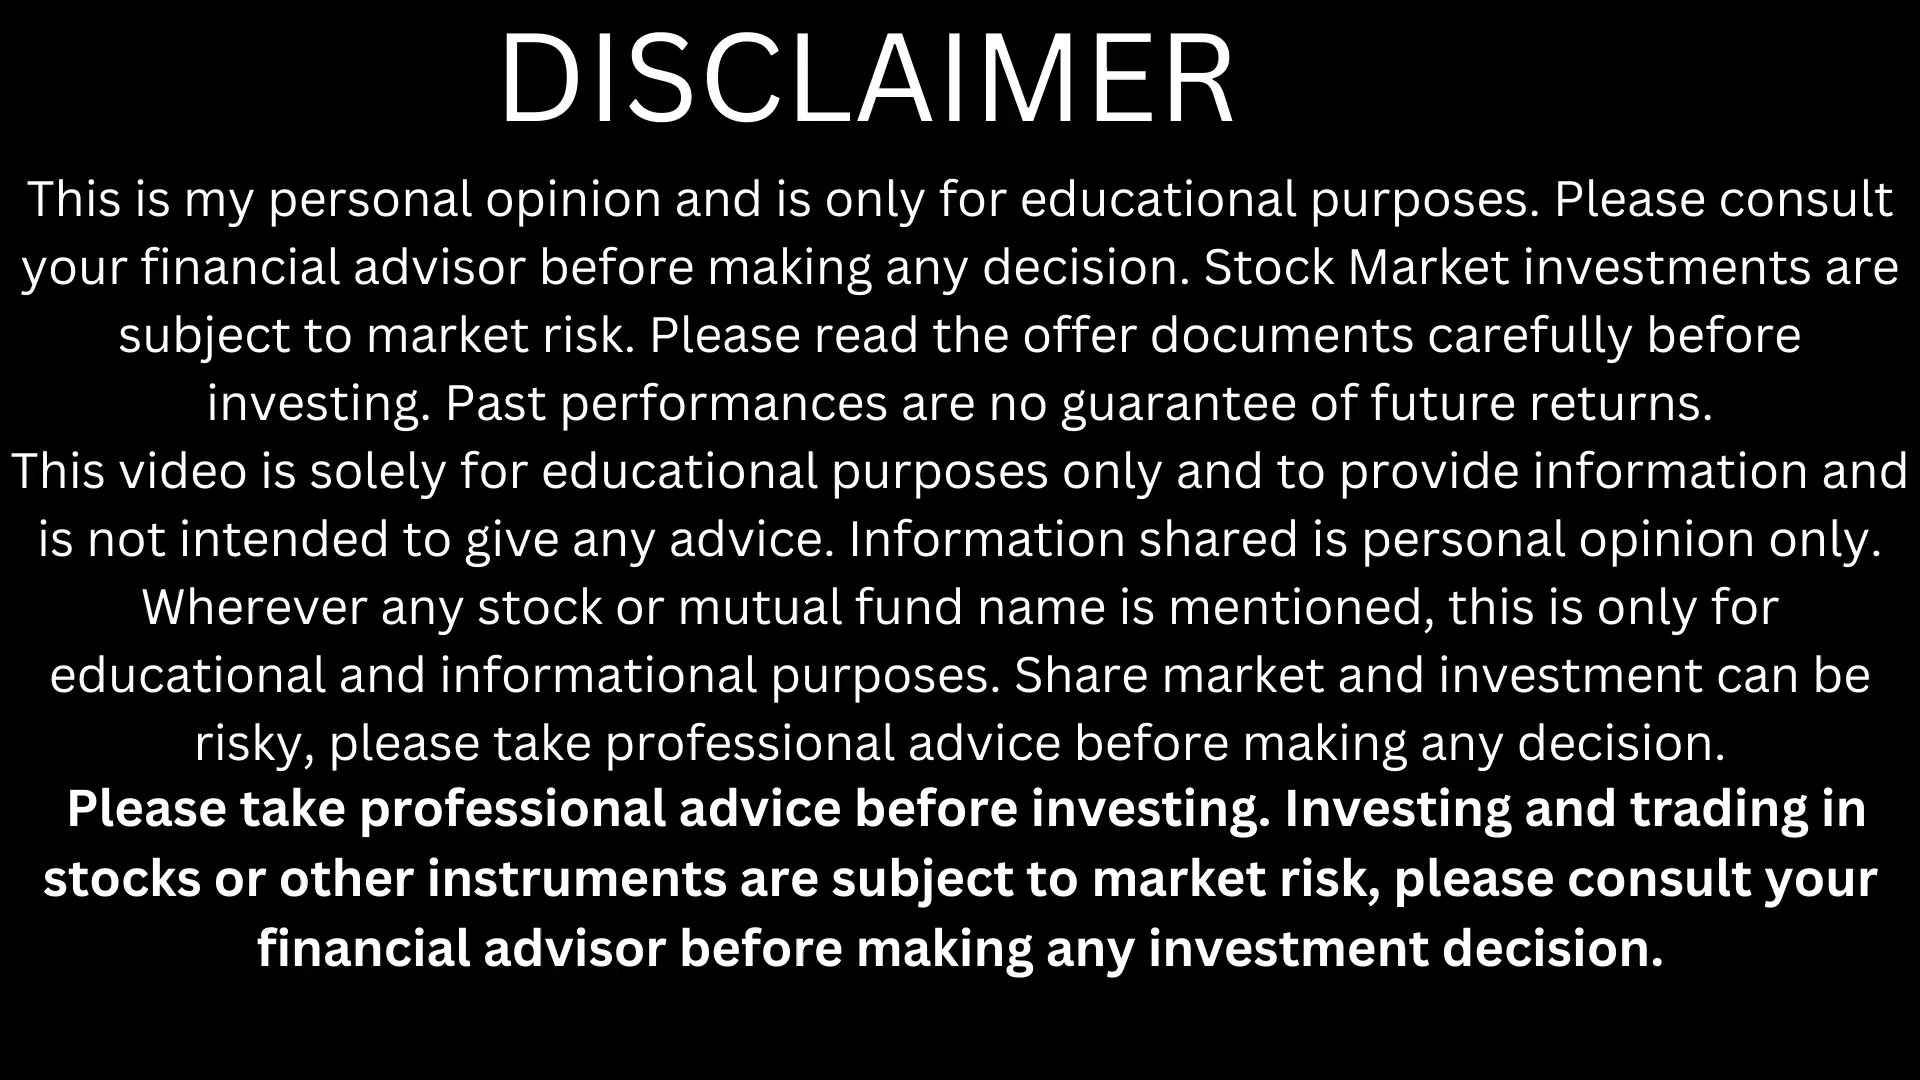 DISCLAIMER
This is my personal opinion and is only for educational purposes. Please consult
your financial advisor before making any decision. Stock Market investments are
subject to market risk. Please read the offer documents carefully before
investing. Past performances are no guarantee of future returns.
This video is solely for educational purposes only and to provide information and
is not intended to give any advice. Information shared is personal opinion only.
Wherever any stock or mutual fund name is mentioned, this is only for
educational and informational purposes. Share market and investment can be
risky, please take professional advice before making any decision.
Please take professional advice before investing. Investing and trading in
stocks or other instruments are subject to market risk, please consult your
financial advisor before making any investment decision.